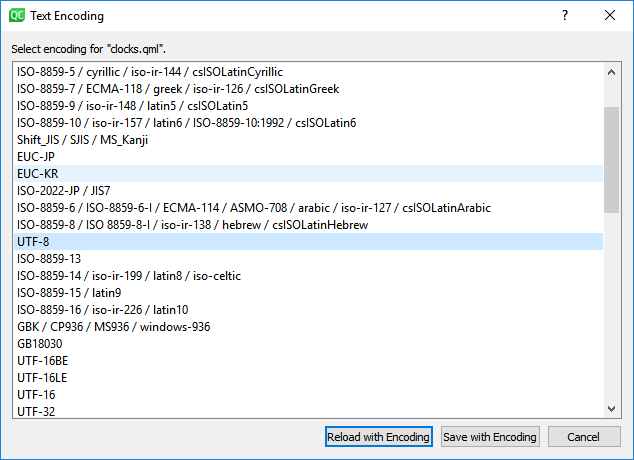 QC Text Encoding ?
Select encoding for "clocks.qml".
ISO-8859-5 / cyrillic / iso-ir-144 / csISOLatinCyrillic
ISO-8859-7 / ECMA-118 / greek / iso-ir-126 / csISOLatinGreek
ISO-8859-9 / iso-ir-148 / latin5 / csISOLatin5
ISO-8859-10 / iso-ir-157 / latin6 / ISO-8859-10:1992 / csISOLatin6
Shift_JIS / SJIS / MS_Kanji
EUC-JP
EUC-KR
ISO-2022-JP / JIS7
ISO-8859-6 / ISO-8859-6-I / ECMA-114 / ASMO-708 / arabic / iso-ir-127 / csISOLatinArabic
ISO-8859-8 / ISO 8859-8-I / iso-ir-138 / hebrew / csISOLatinHebrew
UTF-8
ISO-8859-13
ISO-8859-14 / iso-ir-199 / latin8 / iso-celtic
ISO-8859-15 / latin9
ISO-8859-16 / iso-ir-226 / latin10
GBK / CP936 / MS936 / windows-936
GB18030
UTF-16BE
UTF-16LE
UTF-16
UTF-32
Reload with Encoding Save with Encoding Cancel